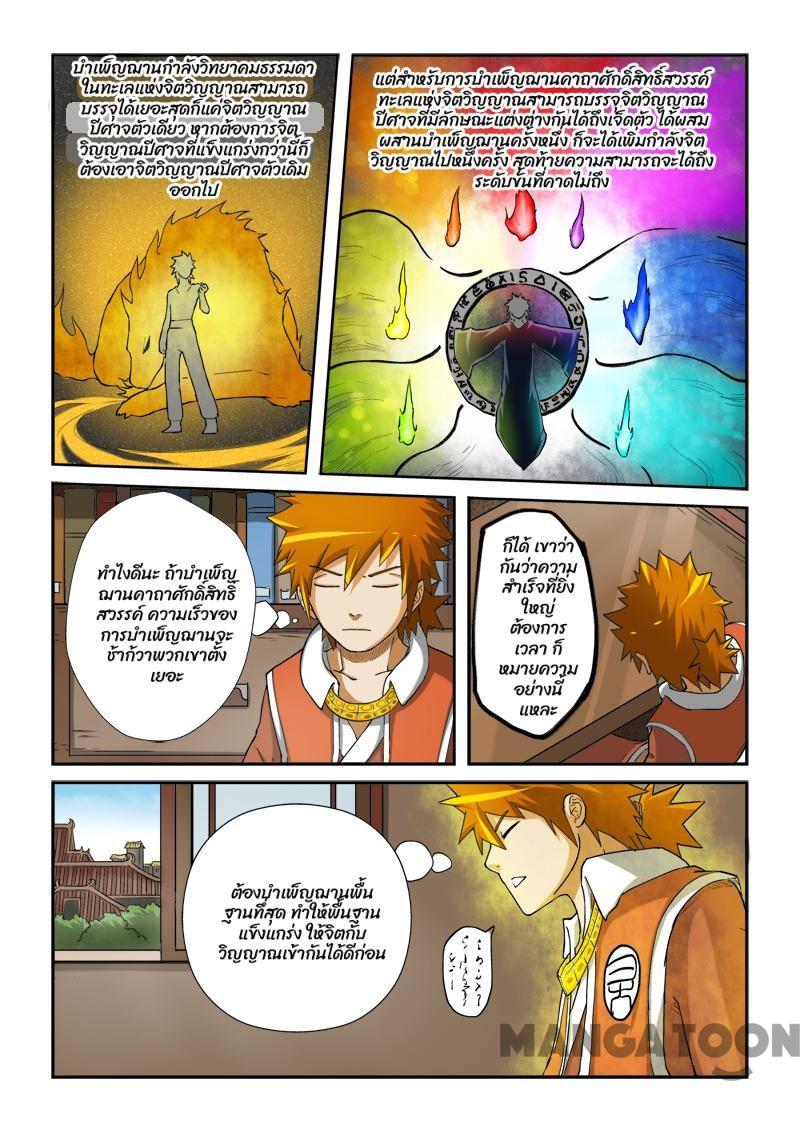 บำเพ็ญฌานกำลังวิทยาคมธรรมดา
ในทะเลแห่งจิตวิญญาณสามารถ
บรรจุได้เยอะสุดก็แค่จิตวิญญาณ
ปีศาจตัวเดียว หากต้องการจิต
วิญญาณปีศาจที่แข็งแกร่งกว่านี้ก็
ต้องเอาจิตวิญญาณปีศาจตัวเดิม
ออกไป
แต่สำหรับการบำเพ็ญฌานคาถาศักดิ์สิทธิ์สวรรค์
ทะเลแห่งจิตวิญญาณสามารถบรรจุจิตวิญญาณ
ปีศาจที่มีลักษณะแตงต่างกันได้ถึงเจ็ดตัว ได้ผสม
ผสานบำเพ็ญฌานครั้งหนึ่ง ก็จะได้เพิ่มกำลังจิต
วิญญาณไปหนึ่งครั้ง สุดท้ายความสามารถจะได้ถึง
ระดับขั้นที่คาดไม่ถึง
ทำไงดีนะ ถ้าบำเพ็ญ
ฌานคาถาศักดิ์สิทธิ์
สวรรค์ ความเร็วของ
การบำเพ็ญฌานจะ
ช้ากว่าพวกเขาตั้ง
เยอะ
ก็ได้ เขาว่า
กันว่าความ
สำเร็จที่ยิ่ง
ใหญ่
ต้องการ
เวลา ก็
หมายความ
อย่างนี้
แหละ
ต้องบำเพ็ญฌานพื้น
ฐานที่สุด ทำให้พื้นฐาน
แข็งแกร่ง ให้จิตกับ
วิญญาณเข้ากันได้ดีก่อน
MANGATOON